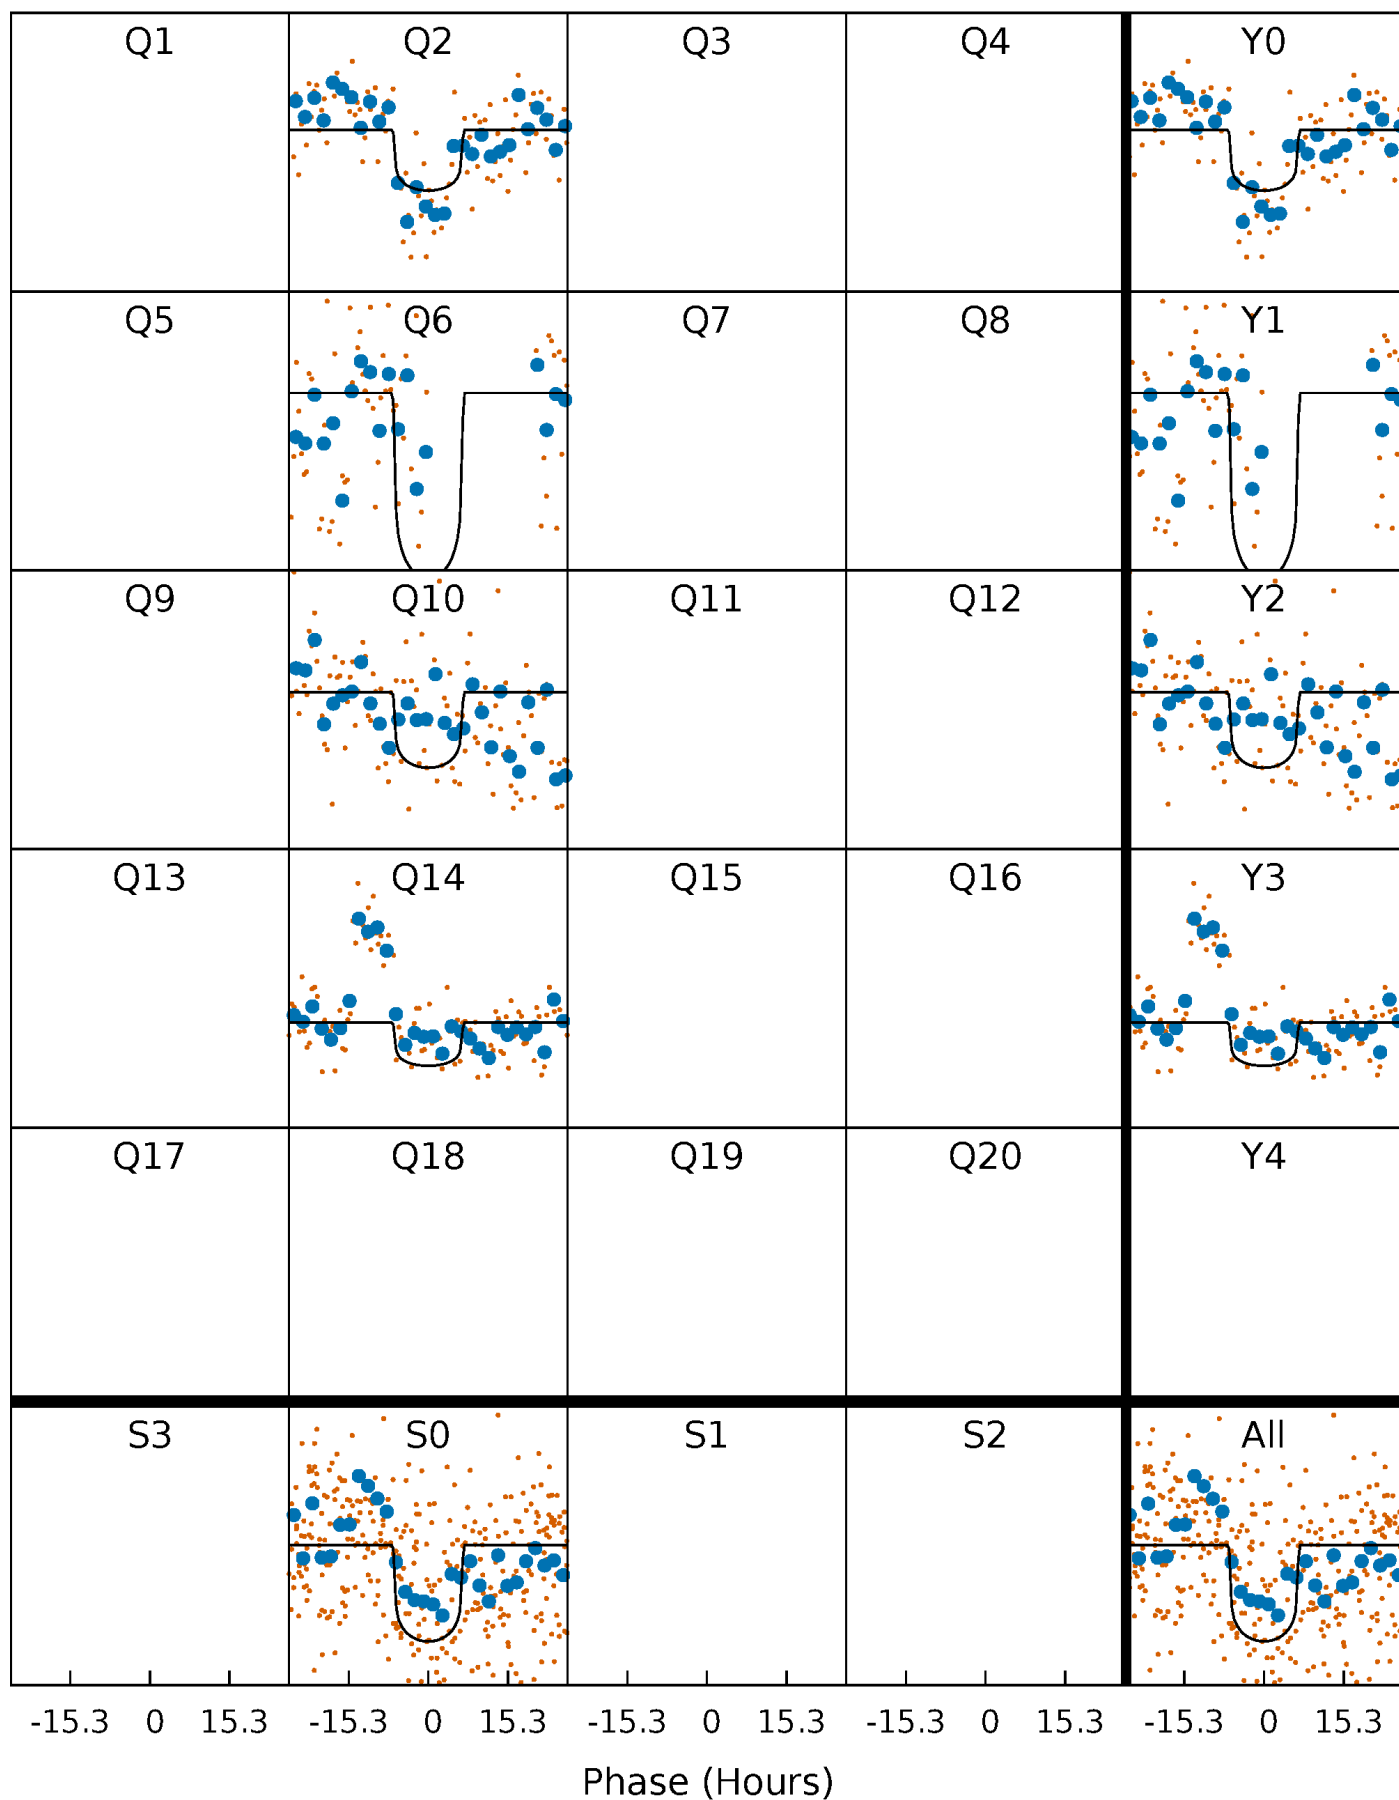 Q1 Q2 Q3 Q4 Y0
Q5 Q6 Q7 Q8 Y1
Q9 Q10 Q11 Q12 Y2
Q13 Q14 Q15 Q16 Y3
Q17 Q18 Q19 Q20 Y4
S3 S0 S1 S2 All
-15.3 0 15.3 -15.3 0 15.3 -15.3 0 15.3 -15.3 0 15.3 -15.3 0 15.3
Phase (Hours)